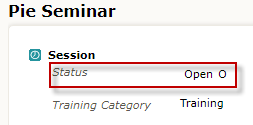 Pie Seminar
Session
Status Open O
Training Category Training